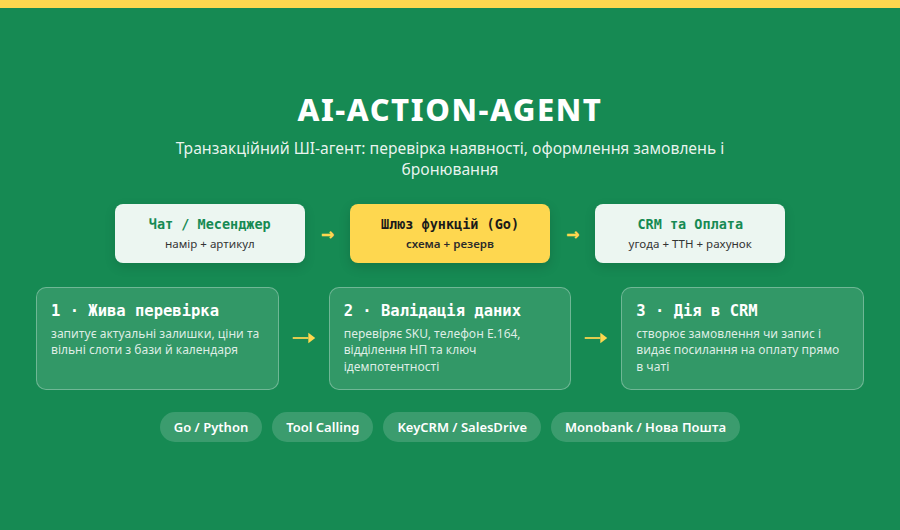 AI-ACTION-AGENT
Транзакційний ШІ-агент: перевірка наявності, оформлення замовлень і
бронювання
Чат / Месенджер
намір + артикул
→
Шлюз функцій (Go)
схема + резерв
→
CRM та Оплата
угода + ТТН + рахунок
1 · Жива перевірка
запитує актуальні залишки, ціни та
вільні слоти з бази й календаря
2 · Валідація даних
перевіряє SKU, телефон E.164,
відділення НП та ключ
ідемпотентності
3 · Дія в CRM
створює замовлення чи запис і
видає посилання на оплату прямо
в чаті
Go / Python
Tool Calling
KeyCRM / SalesDrive
Monobank / Нова Пошта